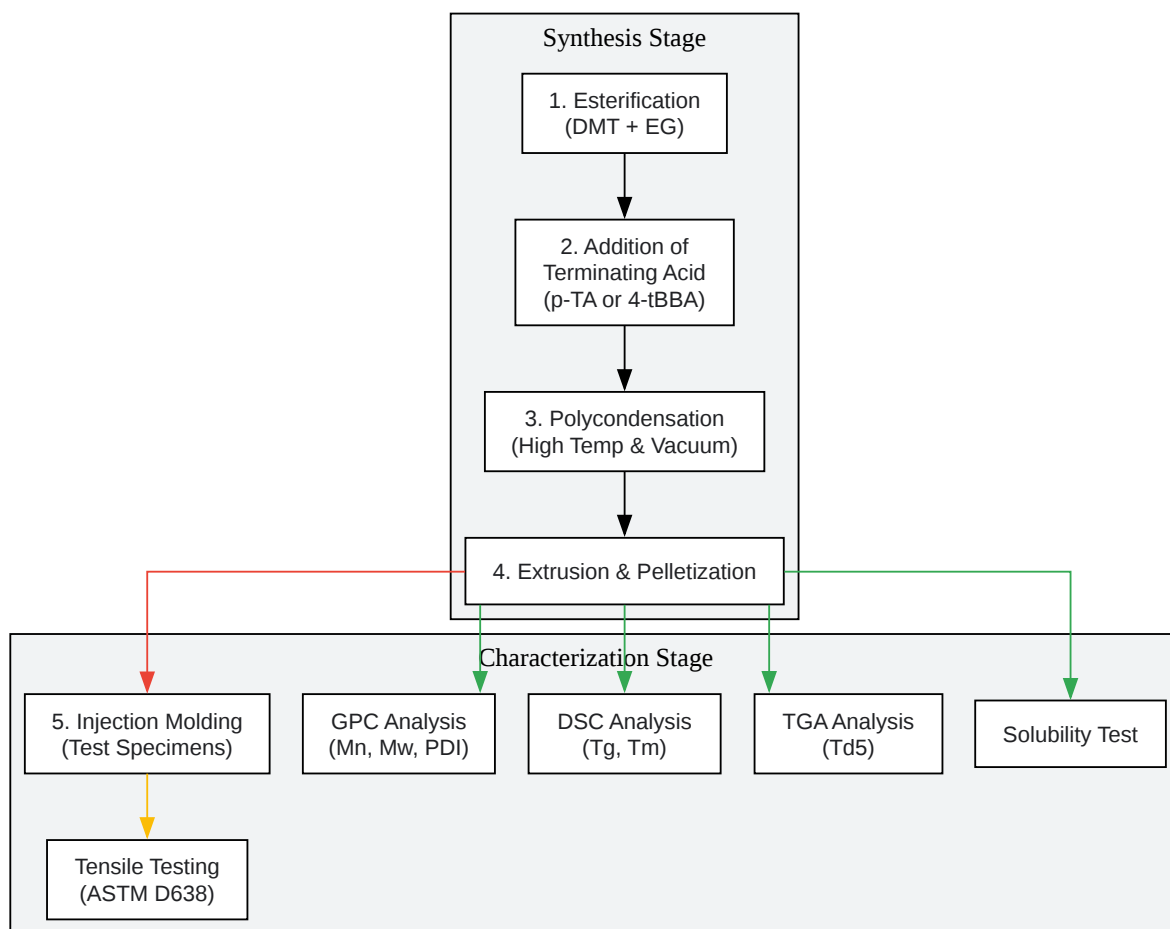 Synthesis Stage
1. Esterification
(DMT + EG)
2. Addition of
Terminating Acid
(p-TA or 4-tBBA)
3. Polycondensation
(High Temp & Vacuum)
4. Extrusion & Pelletization
Characterization Stage
5. Injection Molding
(Test Specimens)
GPC Analysis
(Mn, Mw, PDI)
DSC Analysis
(Tg, Tm)
TGA Analysis
(Td5)
Solubility Test
Tensile Testing
(ASTM D638)